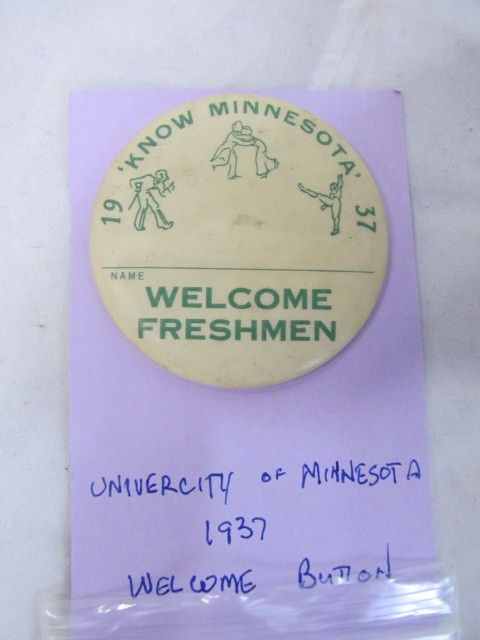 'KNOW MINNESOTA'
19 37
NAME
WELCOME
FRESHMEN
UNIVERCITY OF MINNESOTA
1937
WELCOME BUTTON